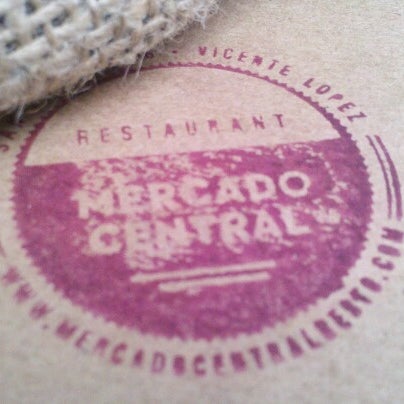 VICENTE LOPEZ
RESTAURANT
MERCADO
CENTRAL
WWW.MERCADOCENTRALRESTO.COM